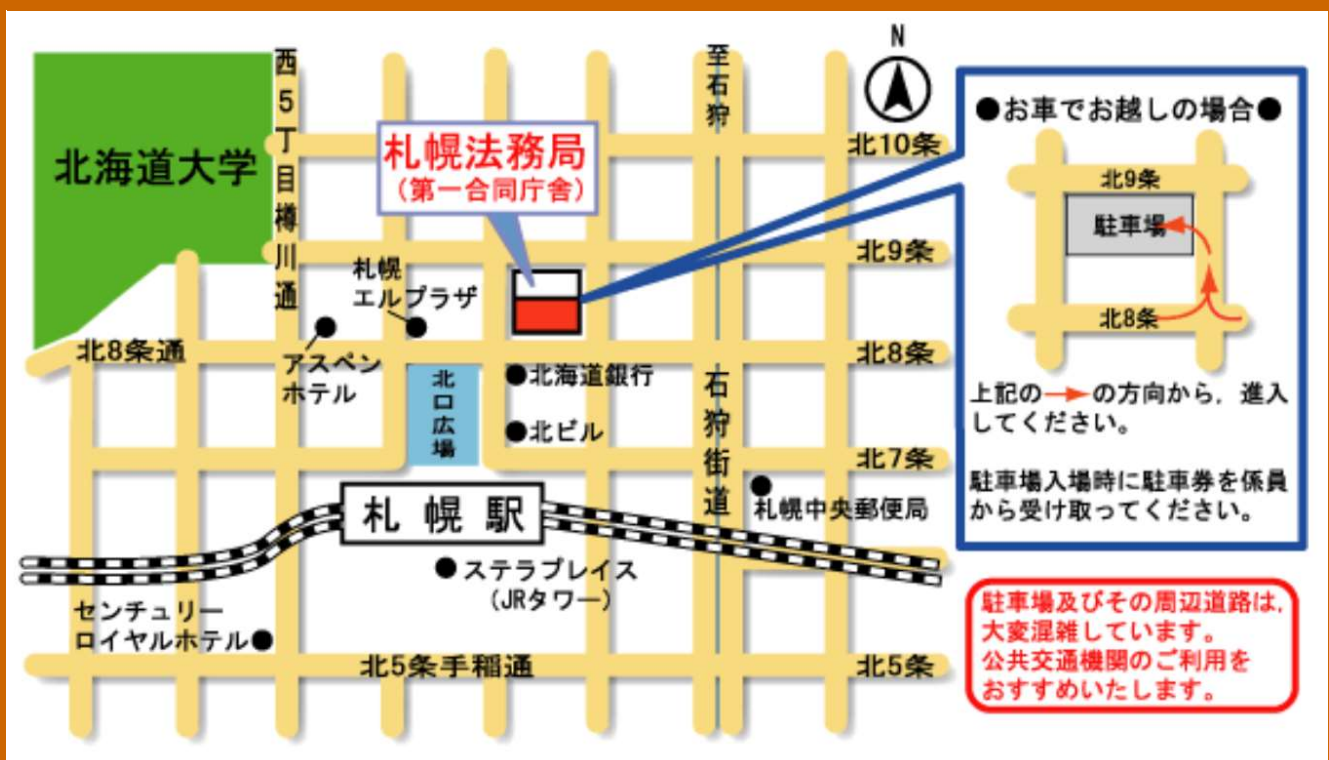 N
至石狩
西5丁目樽川通
北海道大学
札幌法務局
（第一合同庁舎）
北10条
北9条
札幌
エルプラザ
北8条通
アスペン
ホテル
北8条
北口広場
●北海道銀行
●北ビル
石狩街道
北7条
札幌駅
札幌中央郵便局
●ステラプレイス
（JRタワー）
センチュリー
ロイヤルホテル●
北5条手稲通
北5条
●お車でお越しの場合●
北9条
駐車場
北8条
上記の→の方向から，進入
してください。
駐車場入場時に駐車券を係員
から受け取ってください。
駐車場及びその周辺道路は，
大変混雑しています。
公共交通機関のご利用を
おすすめいたします。